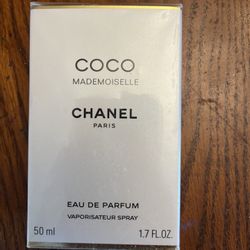 COCO
MADEMOISELLE
CHANEL
PARIS
EAU DE PARFUM
VAPORISATEUR SPRAY
50 ml 1.7 FL.OZ.